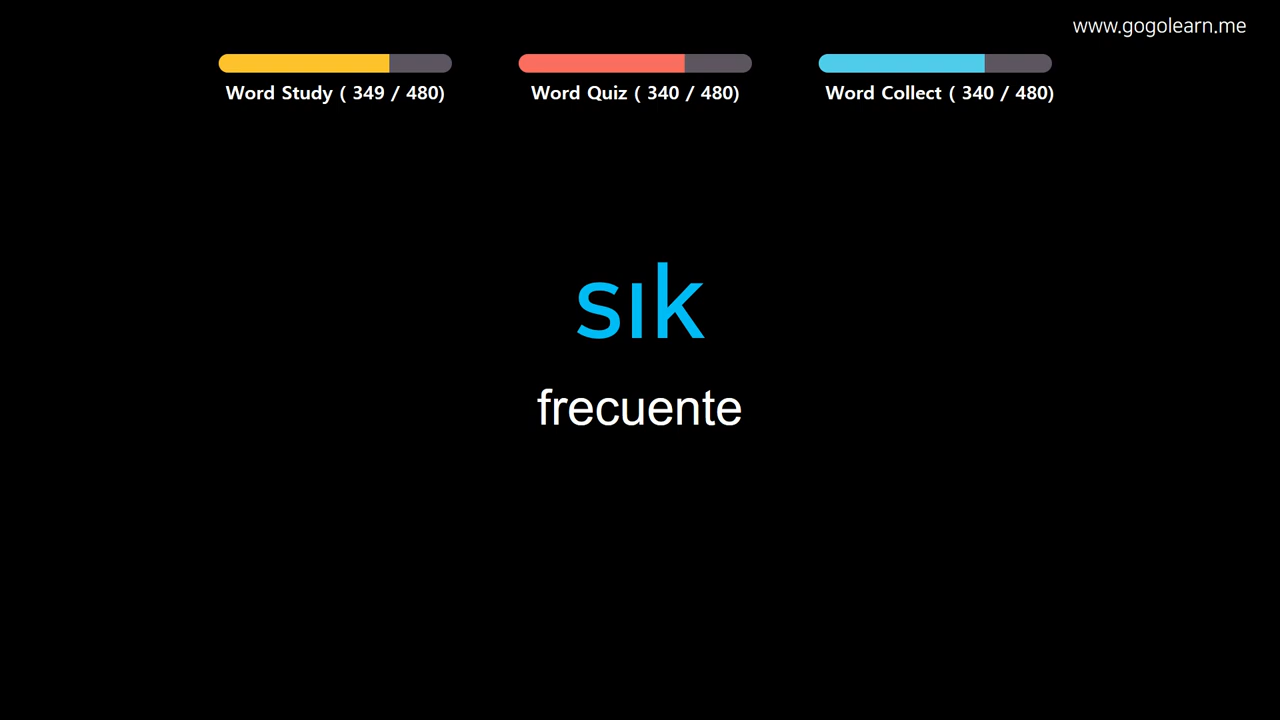 www.gogolearn.me
Word Study ( 349 / 480)
Word Quiz ( 340 / 480)
Word Collect ( 340 / 480)
sık
frecuente